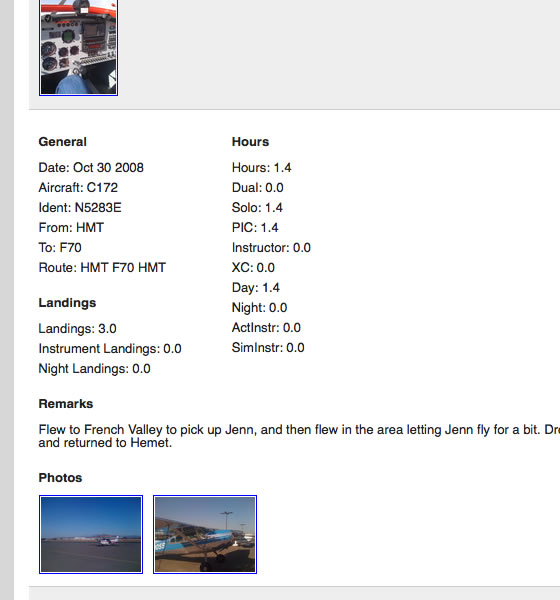 General
Date: Oct 30 2008
Aircraft: C172
Ident: N5283E
From: HMT
To: F70
Route: HMT F70 HMT
Landings
Landings: 3.0
Instrument Landings: 0.0
Night Landings: 0.0
Hours
Hours: 1.4
Dual: 0.0
Solo: 1.4
PIC: 1.4
Instructor: 0.0
XC: 0.0
Day: 1.4
Night: 0.0
ActInstr: 0.0
SimInstr: 0.0
Remarks
Flew to French Valley to pick up Jenn, and then flew in the area letting Jenn fly for a bit.
and returned to Hemet.
Photos